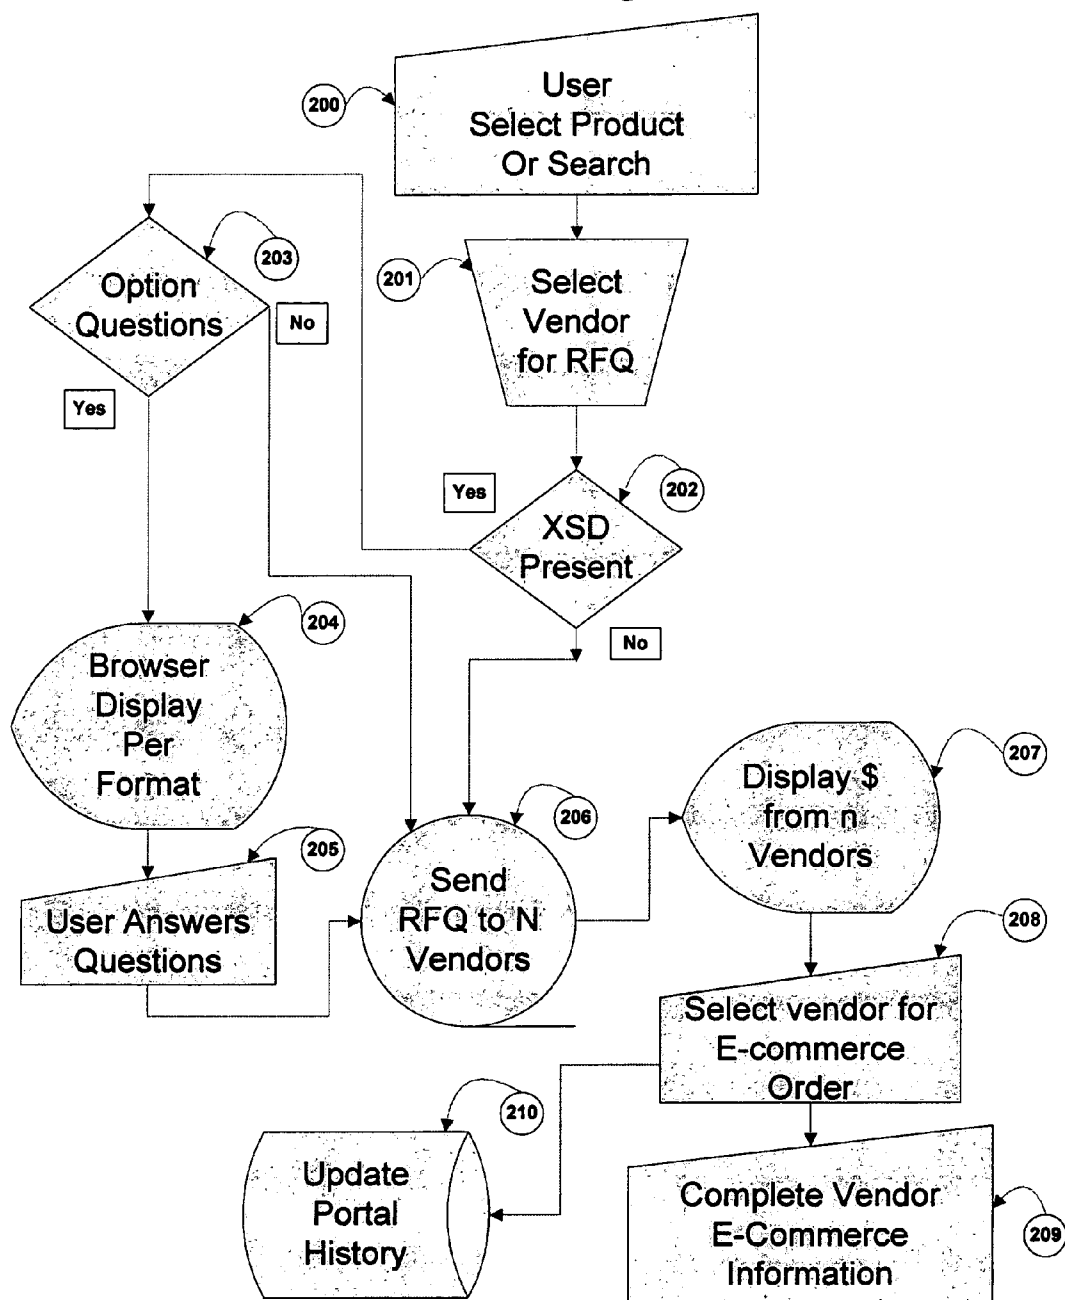 200
User
Select Product
Or Search
203
201
Option
Questions
No
Select
Vendor
for RFQ
Yes
Yes
202
XSD
Present
204
No
Browser
Display
Per
Format
207
Display $
from n
Vendors
206
205
Send
RFQ to N
Vendors
User Answers
Questions
208
Select vendor for
E-commerce
Order
210
Update
Portal
History
Complete Vendor
E-Commerce
Information
209